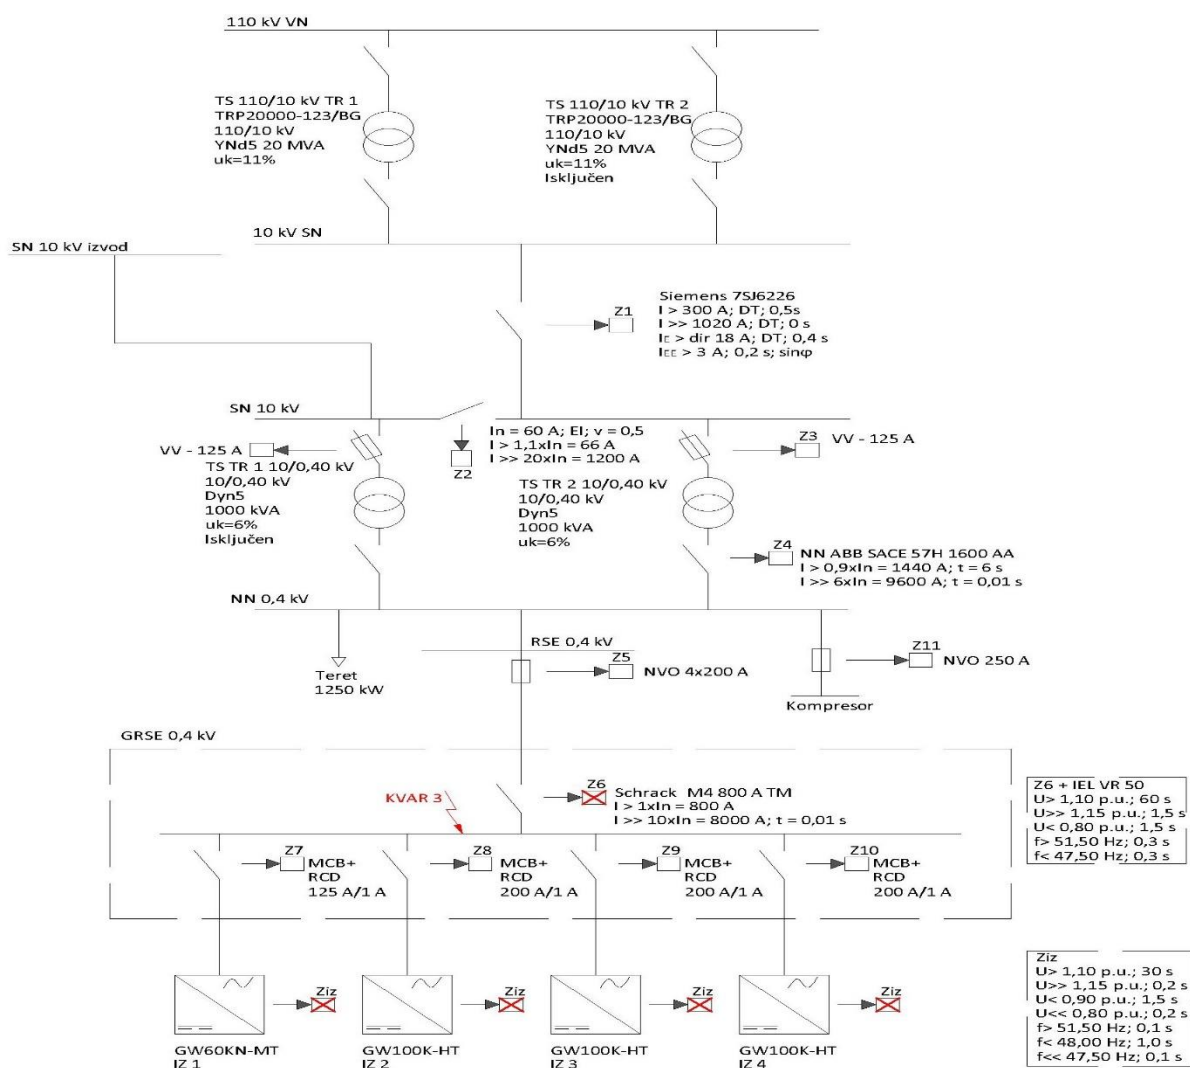 110 kV VN
TS 110/10 kV TR 1
TRP20000-123/BG
110/10 kV
YNd5 20 MVA
uk=11%
TS 110/10 kV TR 2
TRP20000-123/BG
110/10 kV
YNd5 20 MVA
uk=11%
Isključen
10 kV SN
SN 10 kV izvod
Z1
Siemens 7SJ6226
I > 300 A; DT; 0,5s
I >> 1020 A; DT; 0 s
IE > dir 18 A; DT; 0,4 s
IEE > 3 A; 0,2 s; sinφ
SN 10 kV
VV - 125 A
Z2
In = 60 A; EI; v = 0,5
I > 1,1xIn = 66 A
I >> 20xIn = 1200 A
Z3
VV - 125 A
TS TR 1 10/0,40 kV
10/0,40 kV
Dyn5
1000 kVA
uk=6%
Isključen
TS TR 2 10/0,40 kV
10/0,40 kV
Dyn5
1000 kVA
uk=6%
Z4
NN ABB SACE 57H 1600 AA
I > 0,9xIn = 1440 A; t = 6 s
I >> 6xIn = 9600 A; t = 0,01 s
NN 0,4 kV
Teret
1250 kW
RSE 0,4 kV
Z5
NVO 4x200 A
Z11
NVO 250 A
Kompresor
GRSE 0,4 kV
KVAR 3
Z6
Schrack M4 800 A TM
I > 1xIn = 800 A
I >> 10xIn = 8000 A; t = 0,01 s
Z6 + IEL VR 50
U> 1,10 p.u.; 60 s
U>> 1,15 p.u.; 1,5 s
U< 0,80 p.u.; 1,5 s
f> 51,50 Hz; 0,3 s
f< 47,50 Hz; 0,3 s
Z7
MCB+
RCD
125 A/1 A
Z8
MCB+
RCD
200 A/1 A
Z9
MCB+
RCD
200 A/1 A
Z10
MCB+
RCD
200 A/1 A
Ziz
Ziz
Ziz
Ziz
GW60KN-MT
IZ 1
GW100K-HT
IZ 2
GW100K-HT
IZ 3
GW100K-HT
IZ 4
Ziz
U> 1,10 p.u.; 30 s
U>> 1,15 p.u.; 0,2 s
U< 0,90 p.u.; 1,5 s
U<< 0,80 p.u.; 0,2 s
f> 51,50 Hz; 0,1 s
f< 48,00 Hz; 1,0 s
f<< 47,50 Hz; 0,1 s